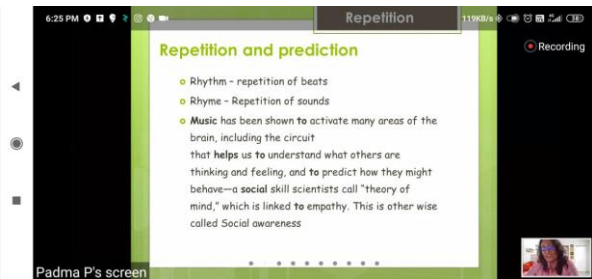 6:25 PM
Repetition
119KB/s
Recording
Repetition and prediction
Rhythm – repetition of beats
Rhyme – Repetition of sounds
Music has been shown to activate many areas of the
brain, including the circuit
that helps us to understand what others are
thinking and feeling, and to predict how they might
behave—a social skill scientists call "theory of
mind," which is linked to empathy. This is other wise
called Social awareness
Padma P's screen